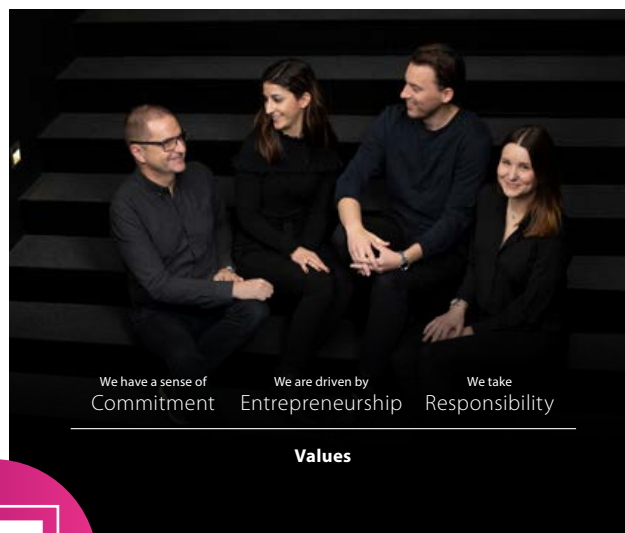 We have a sense of
Commitment
We are driven by
Entrepreneurship
We take
Responsibility
Values